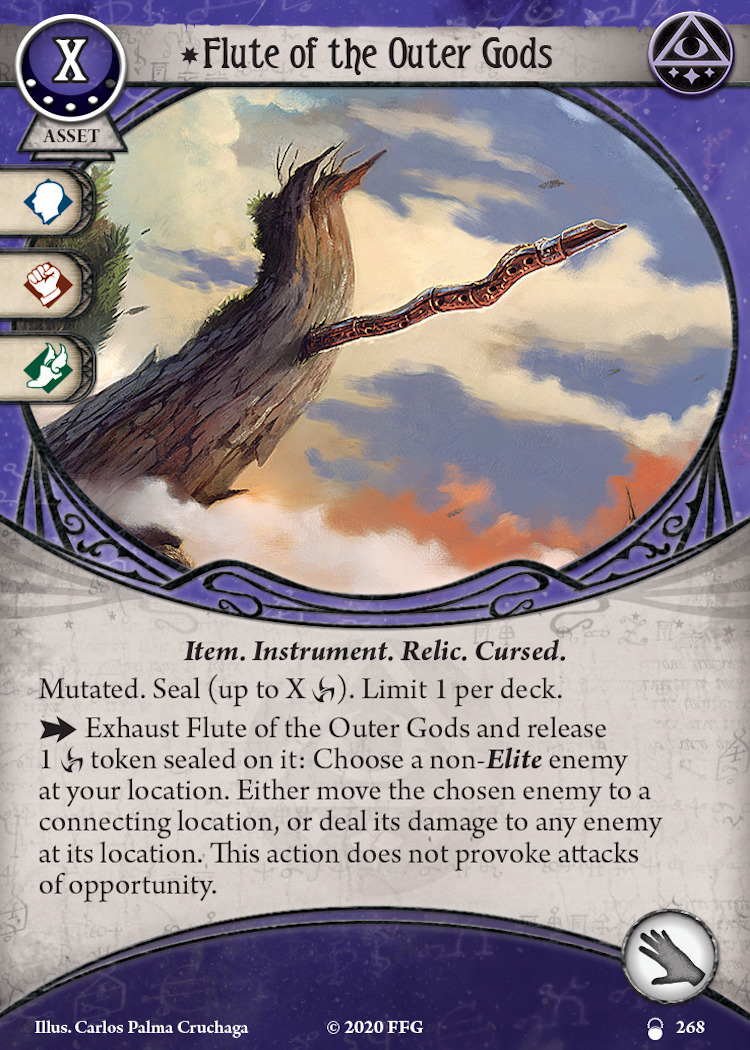 X
Flute of the Outer Gods
ASSET
Item. Instrument. Relic. Cursed.
Mutated. Seal (up to X ). Limit 1 per deck.
Exhaust Flute of the Outer Gods and release
1 token sealed on it: Choose a non-Elite enemy
at your location. Either move the chosen enemy to a
connecting location, or deal its damage to any enemy
at its location. This action does not provoke attacks
of opportunity.
Illus. Carlos Palma Cruchaga © 2020 FFG 268